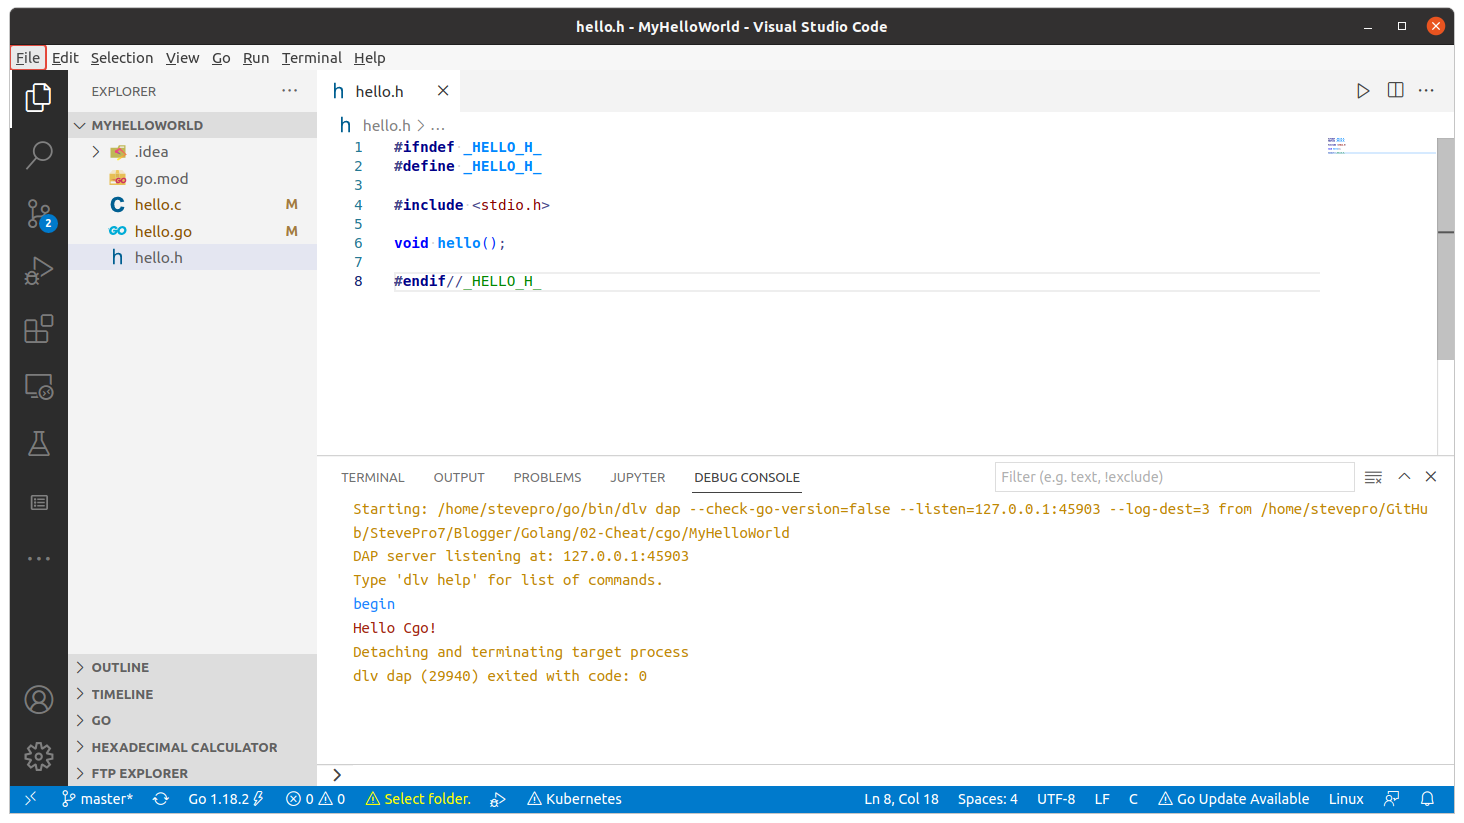 hello.h - MyHelloWorld - Visual Studio Code
File Edit Selection View Go Run Terminal Help
EXPLORER
hello.h
MYHELLOWORLD
hello.h > ...
.idea
go.mod
hello.c M
hello.go M
hello.h
2
1 #ifndef _HELLO_H_
2 #define _HELLO_H_
3
4 #include <stdio.h>
5
6 void hello();
7
8 #endif//_HELLO_H_
TERMINAL OUTPUT PROBLEMS JUPYTER DEBUG CONSOLE Filter (e.g. text, !exclude)
Starting: /home/stevepro/go/bin/dlv dap --check-go-version=false --listen=127.0.0.1:45903 --log-dest=3 from /home/stevepro/GitHu
b/StevePro7/Blogger/Golang/02-Cheat/cgo/MyHelloWorld
DAP server listening at: 127.0.0.1:45903
Type 'dlv help' for list of commands.
begin
Hello Cgo!
Detaching and terminating target process
dlv dap (29940) exited with code: 0
OUTLINE
TIMELINE
GO
HEXADECIMAL CALCULATOR
FTP EXPLORER
master* Go 1.18.2 0 0 Select folder. Kubernetes Ln 8, Col 18 Spaces: 4 UTF-8 LF C Go Update Available Linux